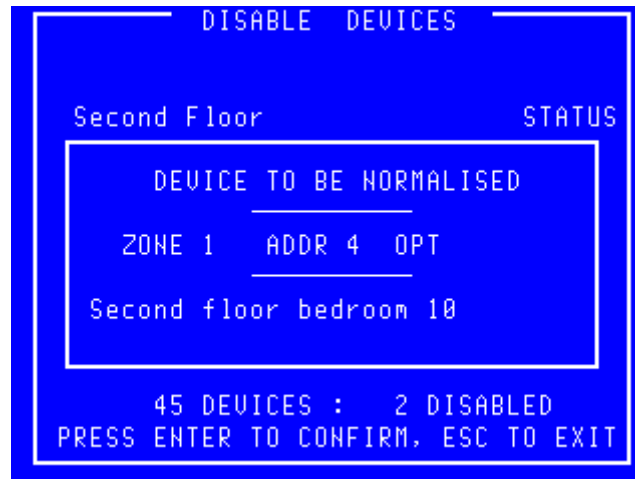 DISABLE DEVICES
Second Floor STATUS
DEVICE TO BE NORMALISED
ZONE 1 ADDR 4 OPT
Second floor bedroom 10
45 DEVICES : 2 DISABLED
PRESS ENTER TO CONFIRM, ESC TO EXIT